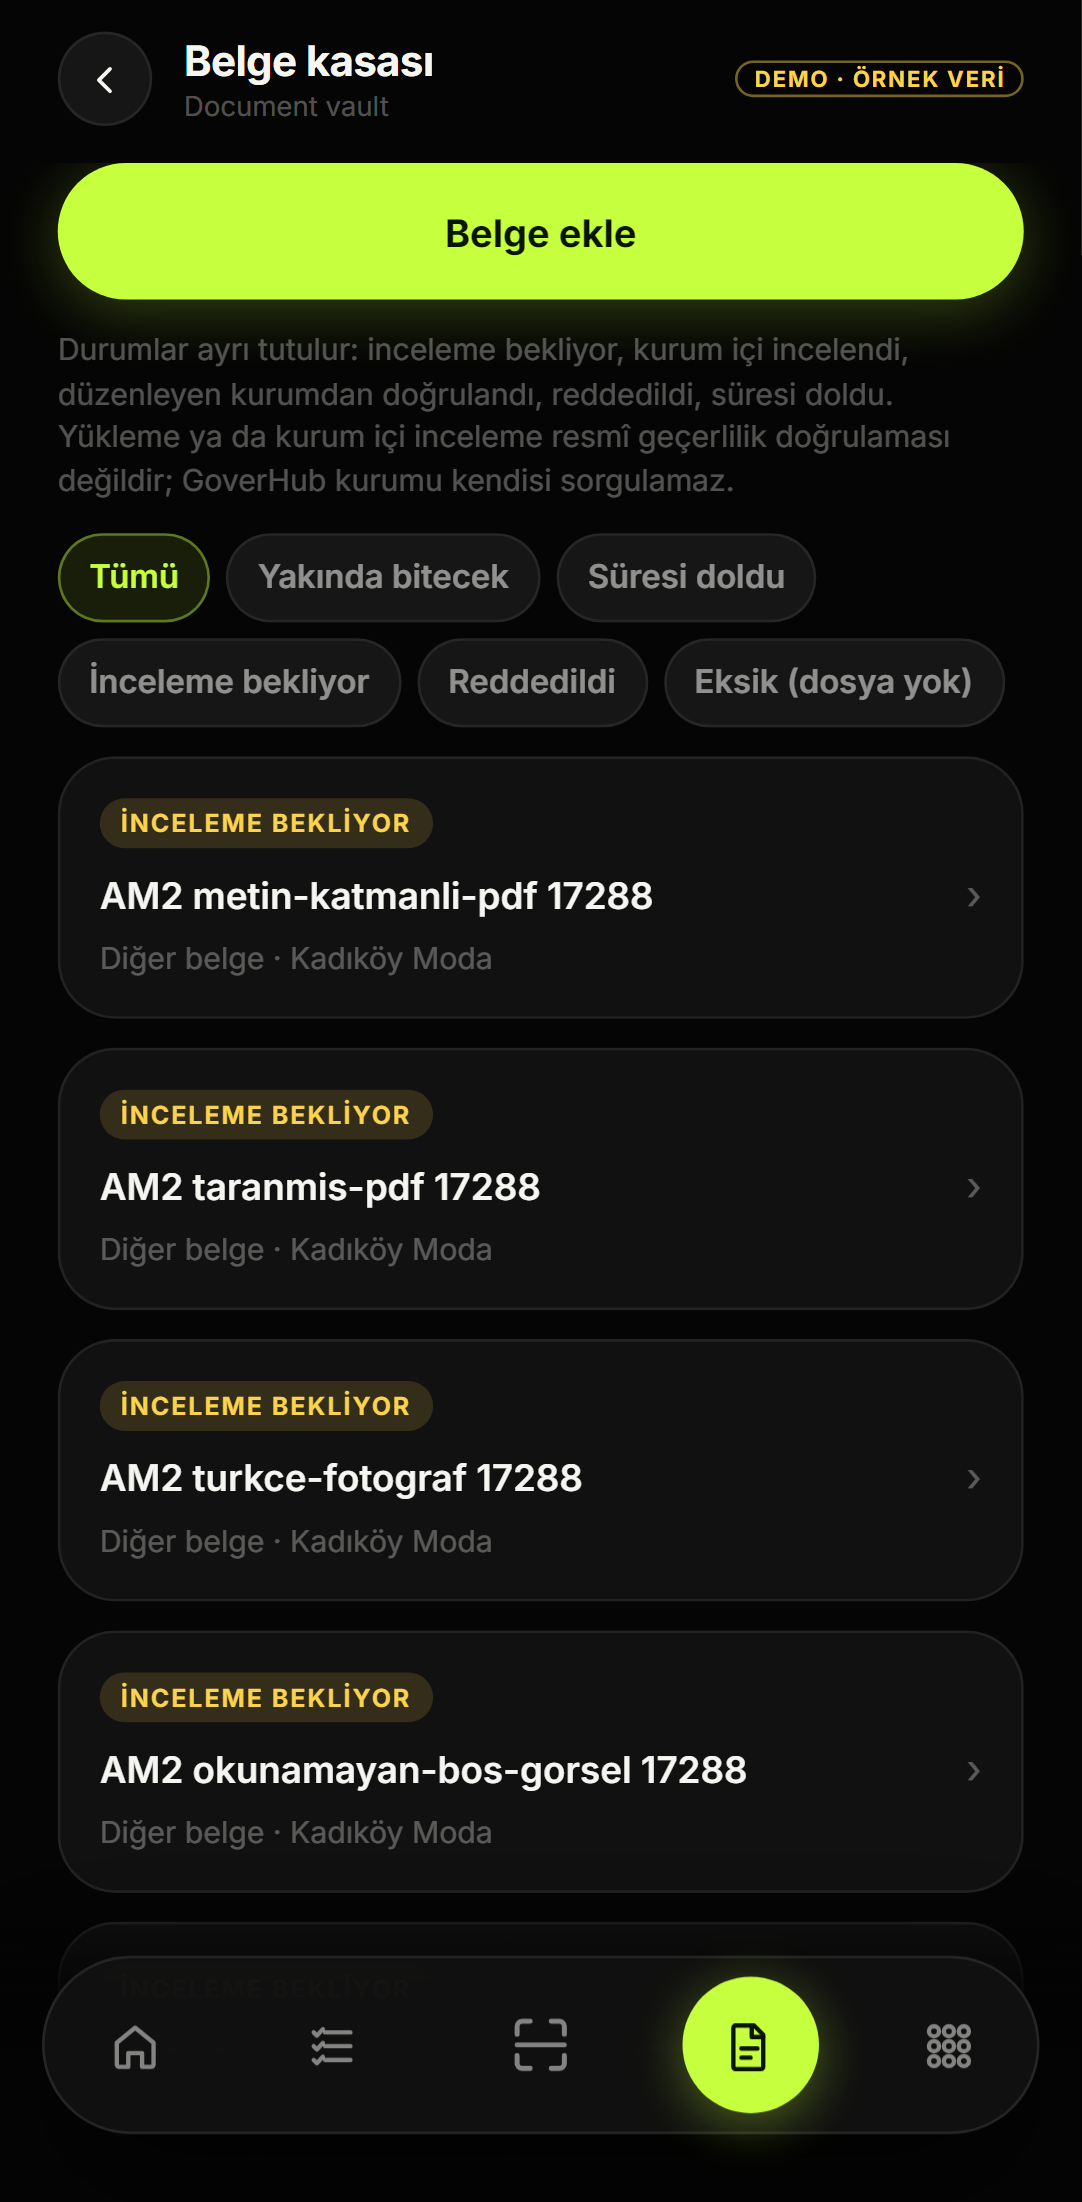 Belge kasası
Document vault
DEMO · ÖRNEK VERİ
Belge ekle
Durumlar ayrı tutulur: inceleme bekliyor, kurum içi incelendi,
düzenleyen kurumdan doğrulandı, reddedildi, süresi doldu.
Yükleme ya da kurum içi inceleme resmî geçerlilik doğrulaması
değildir; GoverHub kurumu kendisi sorgulamaz.
Tümü
Yakında bitecek
Süresi doldu
İnceleme bekliyor
Reddedildi
Eksik (dosya yok)
İNCELEME BEKLİYOR
AM2 metin-katmanli-pdf 17288
Diğer belge · Kadıköy Moda
İNCELEME BEKLİYOR
AM2 taranmis-pdf 17288
Diğer belge · Kadıköy Moda
İNCELEME BEKLİYOR
AM2 turkce-fotograf 17288
Diğer belge · Kadıköy Moda
İNCELEME BEKLİYOR
AM2 okunamayan-bos-gorsel 17288
Diğer belge · Kadıköy Moda
İNCELEME BEKLİYOR